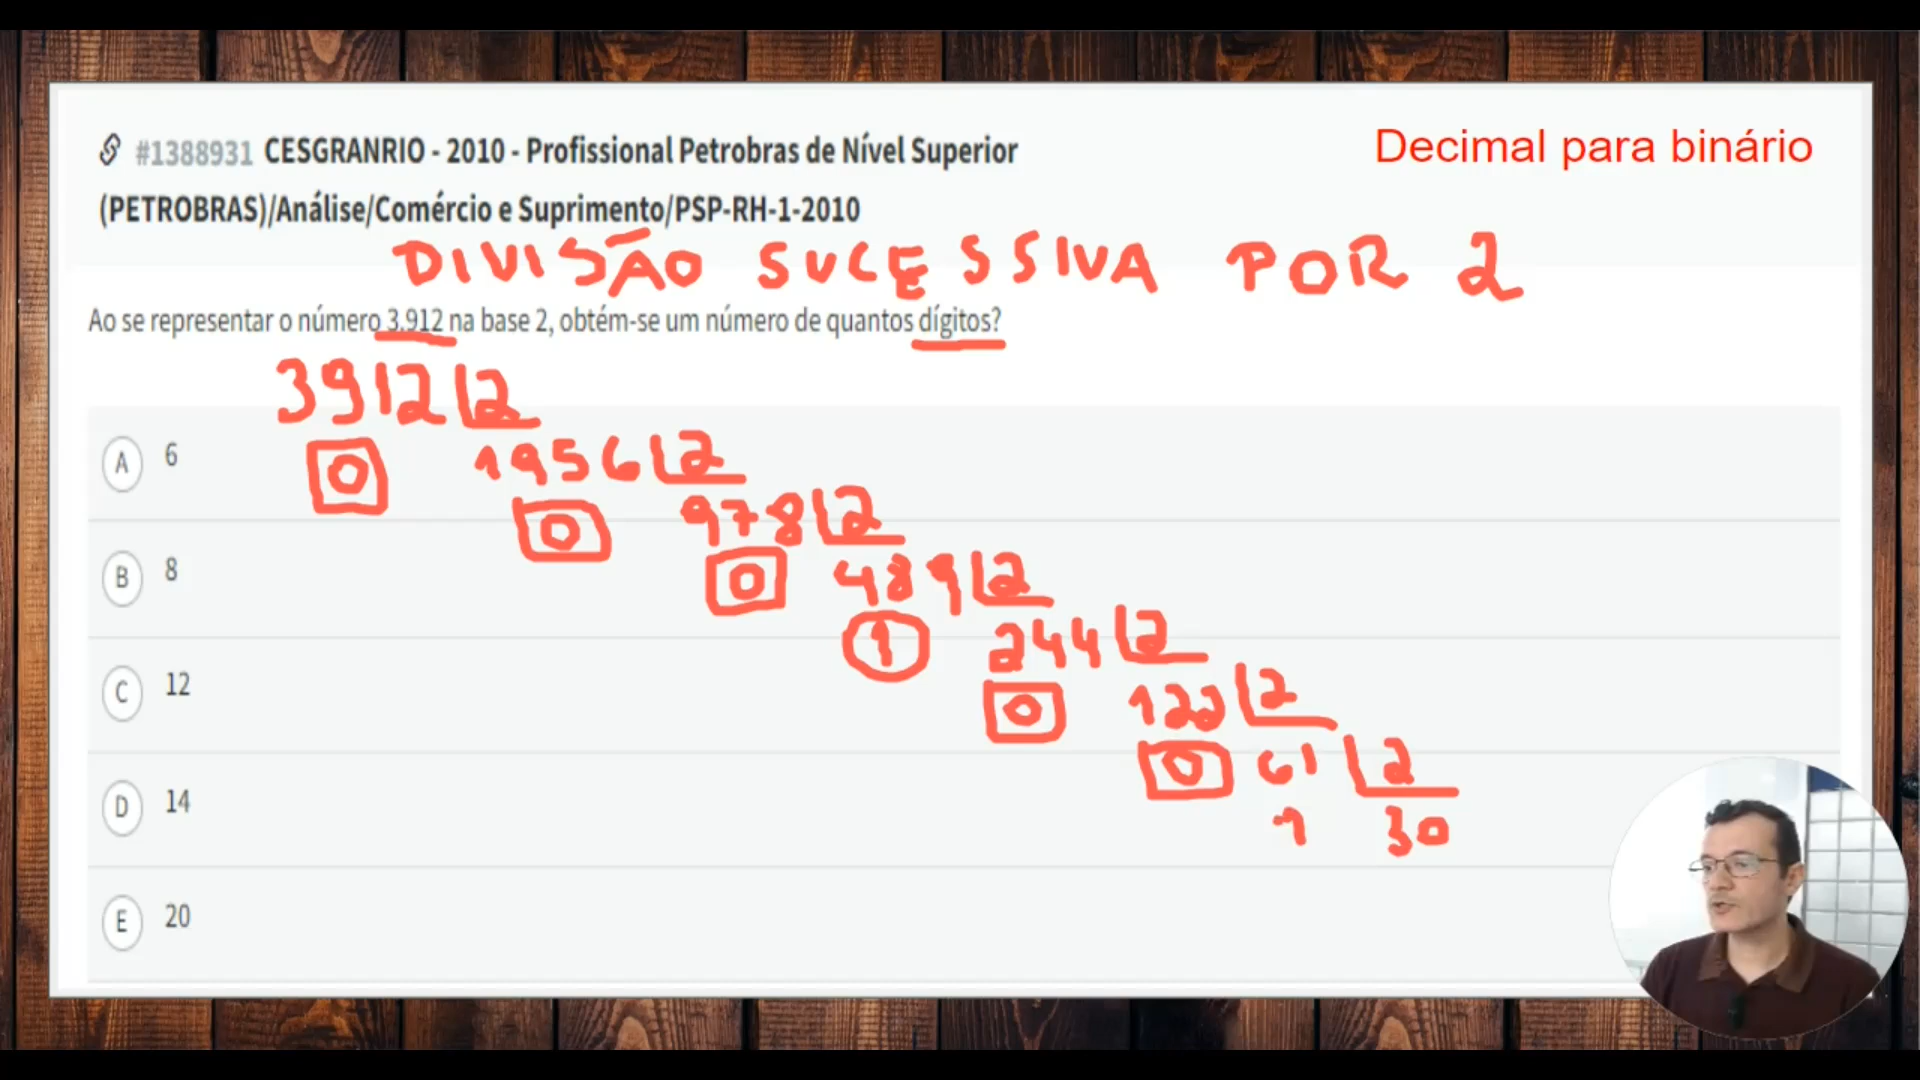 #1388931 CESGRANRIO - 2010 - Profissional Petrobras de Nível Superior
(PETROBRAS)/Análise/Comércio e Suprimento/PSP-RH-1-2010
Decimal para binário
DIVISÃO SUCESSIVA POR 2
Ao se representar o número 3.912 na base 2, obtém-se um número de quantos dígitos?
3912 2
A 6
0 1956 2
0 978 2
B 8
0 489 2
1 244 2
C 12
0 122 2
0 61 2
D 14
1 30
E 20